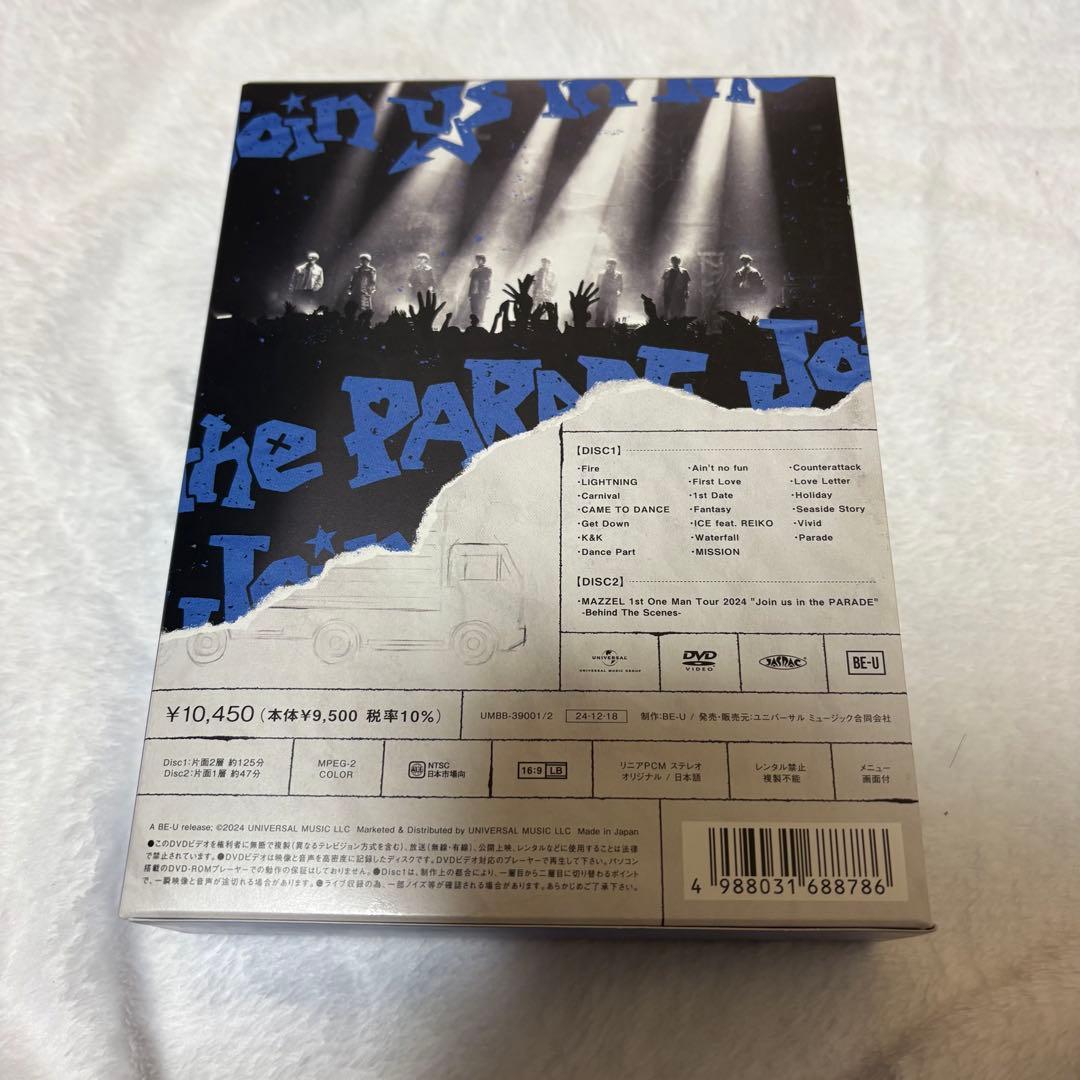 Join us in the
the PARADE Joi
Join
【DISC1】
・Fire
・LIGHTNING
・Carnival
・CAME TO DANCE
・Get Down
・K&K
・Dance Part
・Ain't no fun
・First Love
・1st Date
・Fantasy
・ICE feat. REIKO
・Waterfall
・MISSION
・Counterattack
・Love Letter
・Holiday
・Seaside Story
・Vivid
・Parade
【DISC2】
・MAZZEL 1st One Man Tour 2024 "Join us in the PARADE"
-Behind The Scenes-
UNIVERSAL
UNIVERSAL MUSIC GROUP
DVD
VIDEO
JASRAC
BE-U
¥10,450(本体¥9,500 税率10%)
UMBB-39001/2 24・12・18 制作:BE-U / 発売・販売元:ユニバーサル ミュージック合同会社
Disc1:片面2層 約125分
Disc2:片面1層 約47分
MPEG-2
COLOR
ALL NTSC
日本市場向
16:9 LB
リニアPCM ステレオ
オリジナル / 日本語
レンタル禁止
複製不能
メニュー
画面付
A BE-U release; ©2024 UNIVERSAL MUSIC LLC Marketed & Distributed by UNIVERSAL MUSIC LLC Made in Japan
●このDVDビデオを権利者に無断で複製(異なるテレビジョン方式を含む)、放送(無線・有線)、公開上映、レンタルなどに使用することは法律
で禁止されています。●DVDビデオは映像と音声を高密度に記録したディスクです。DVDビデオ対応のプレーヤーで再生して下さい。パソコン
搭載のDVD-ROMプレーヤーでの動作の保証はしておりません。●Disc1は、制作上の都合により、一層目から二層目に切り替わるポイント
で、一瞬映像と音声が途切れる場合があります。●ライブ収録の為、一部ノイズ等が確認される場合があります。あらかじめご了承下さい。
4 988031 688786